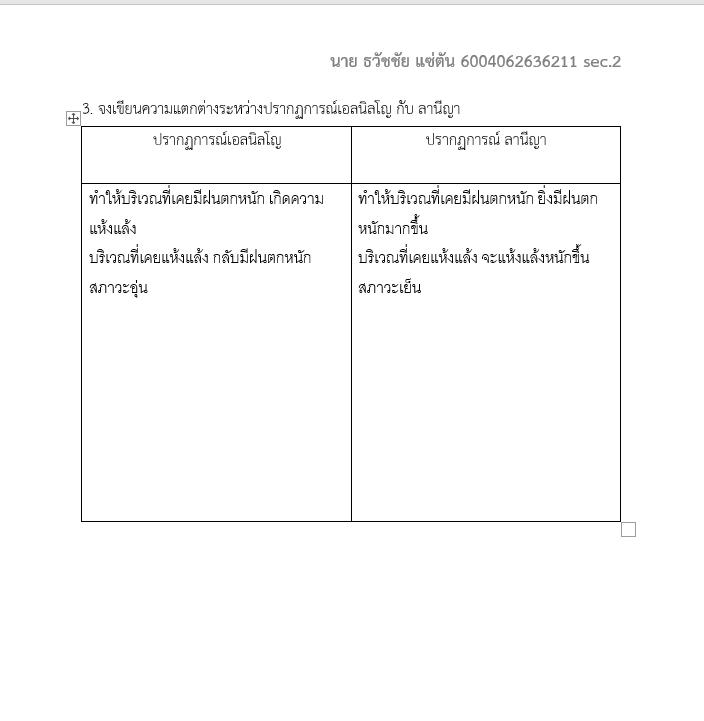 นาย ธวัชชัย แซ่ตัน 6004062636211 sec.2
3. จงเขียนความแตกต่างระหว่างปรากฏการณ์เอลนิลโญ กับ ลานีญา
ปรากฏการณ์เอลนิลโญ
ปรากฏการณ์ ลานีญา
ทำให้บริเวณที่เคยมีฝนตกหนัก เกิดความ
แห้งแล้ง
บริเวณที่เคยแห้งแล้ง กลับมีฝนตกหนัก
สภาวะอุ่น
ทำให้บริเวณที่เคยมีฝนตกหนัก ยิ่งมีฝนตก
หนักมากขึ้น
บริเวณที่เคยแห้งแล้ง จะแห้งแล้งหนักขึ้น
สภาวะเย็น